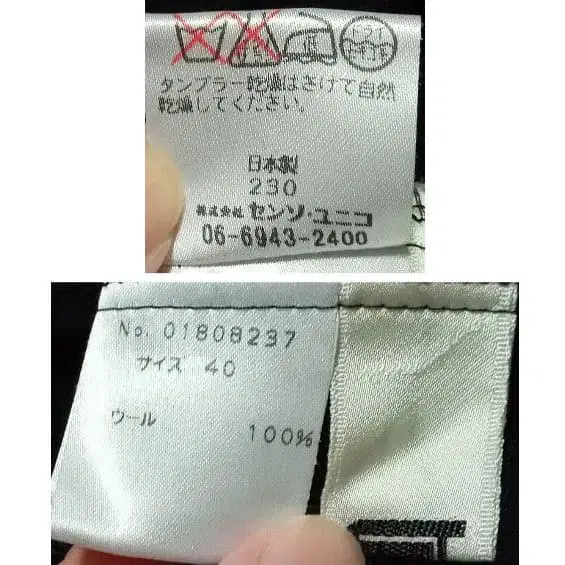 タンブラー乾燥はさけて自然
乾燥してください。
日本製
230
株式会社 センソ・ユニコ
06-6943-2400
No. 01808237
サイズ 40
ウール 100%